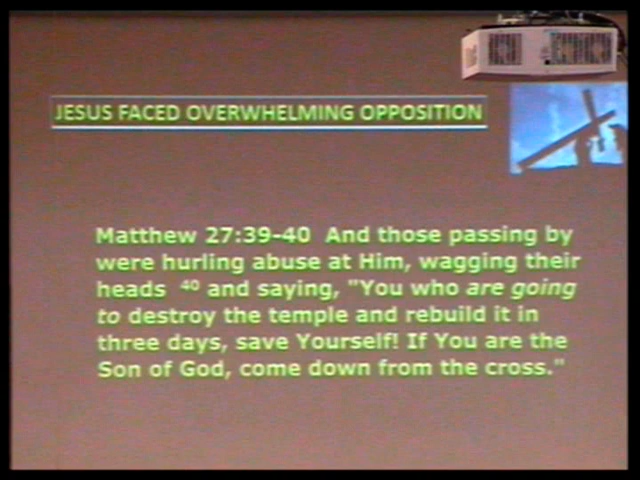 JESUS FACED OVERWHELMING OPPOSITION
Matthew 27:39-40 And those passing by
were hurling abuse at Him, wagging their
heads 40 and saying, "You who are going
to destroy the temple and rebuild it in
three days, save Yourself! If You are the
Son of God, come down from the cross."